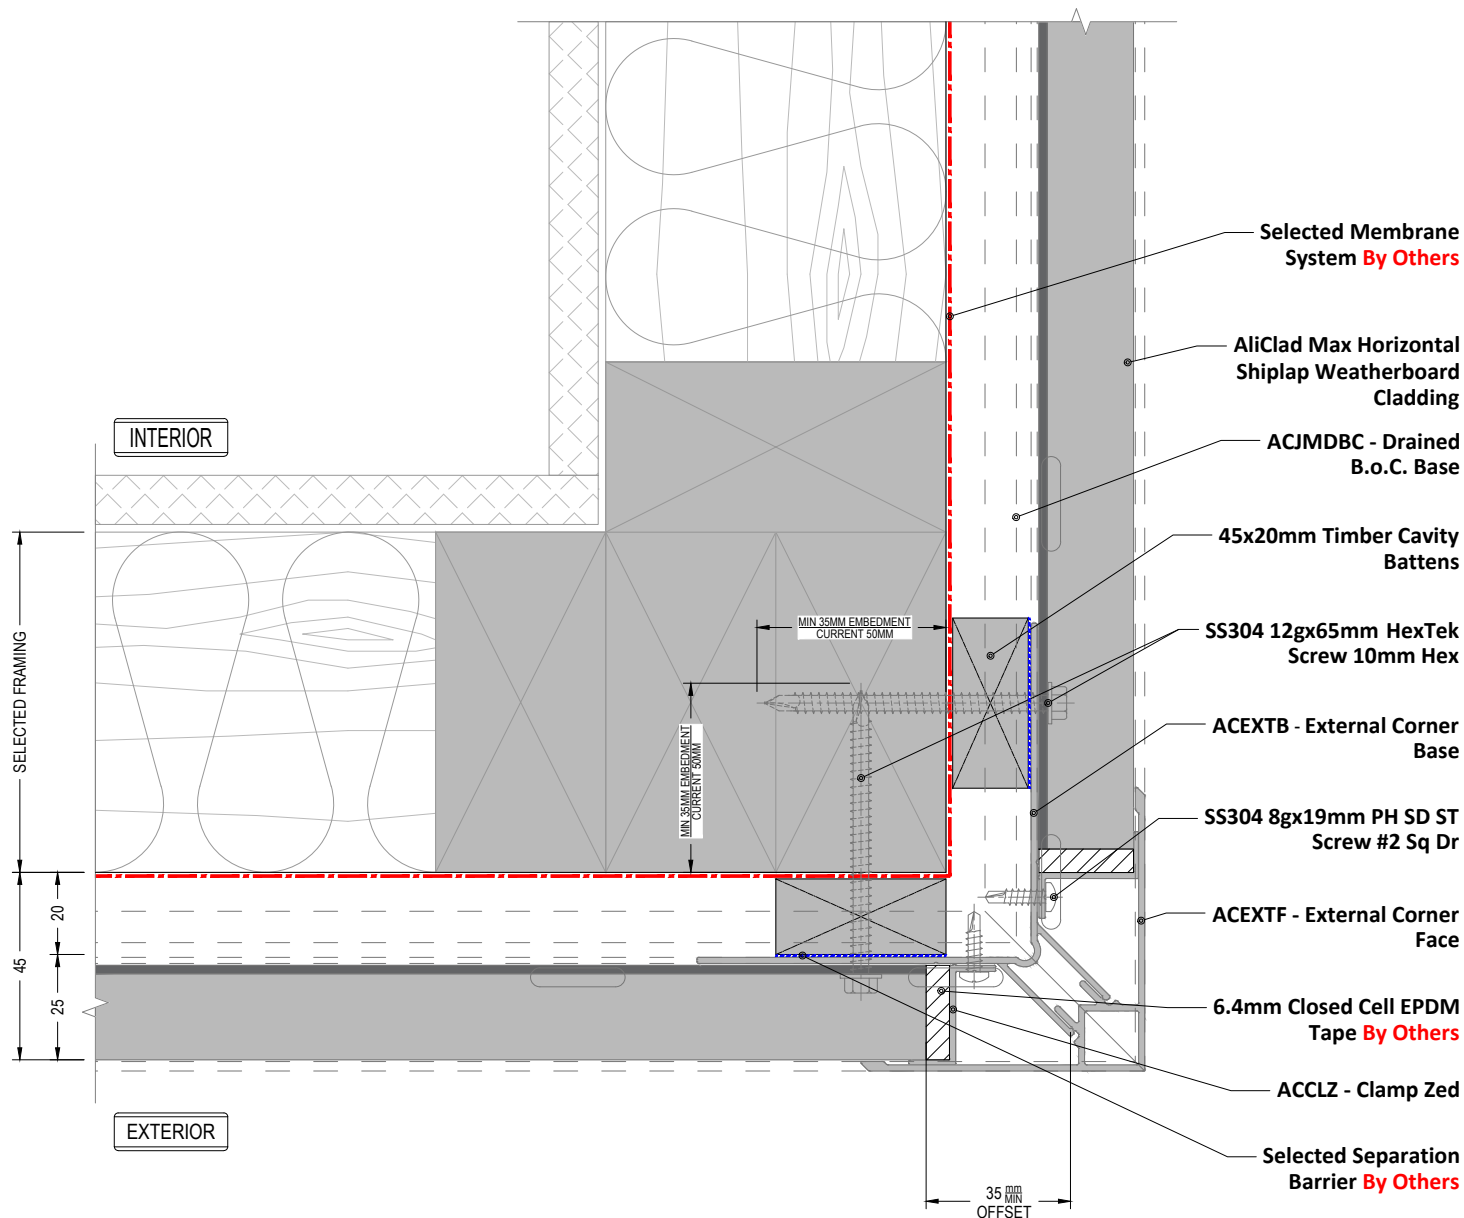 Selected Membrane
System By Others
AliClad Max Horizontal
Shiplap Weatherboard
Cladding
INTERIOR
ACJMDBC - Drained
B.o.C. Base
45x20mm Timber Cavity
Battens
MIN 35MM EMBEDMENT
CURRENT 50MM
SS304 12gx65mm HexTek
Screw 10mm Hex
SELECTED FRAMING
MIN 35MM EMBEDMENT
CURRENT 50MM
ACEXTB - External Corner
Base
SS304 8gx19mm PH SD ST
Screw #2 Sq Dr
20
ACEXTF - External Corner
Face
45
25
6.4mm Closed Cell EPDM
Tape By Others
ACCLZ - Clamp Zed
EXTERIOR
Selected Separation
Barrier By Others
35 mm MIN
OFFSET